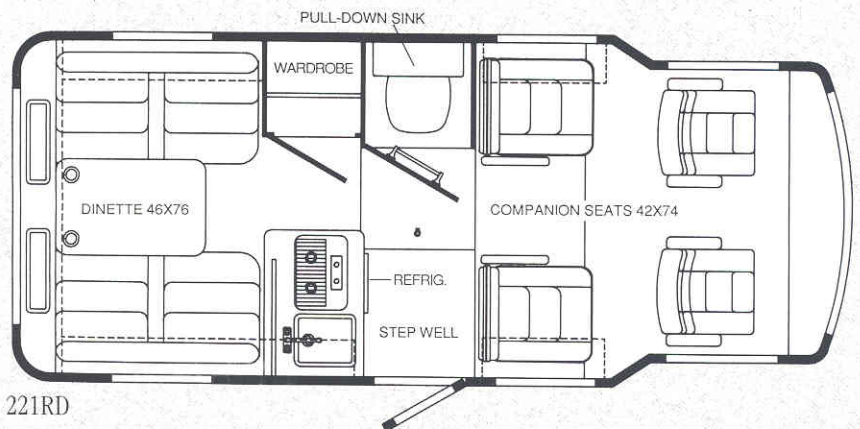 PULL-DOWN SINK
WARDROBE
DINETTE 46X76
COMPANION SEATS 42X74
REFRIG.
STEP WELL
221RD